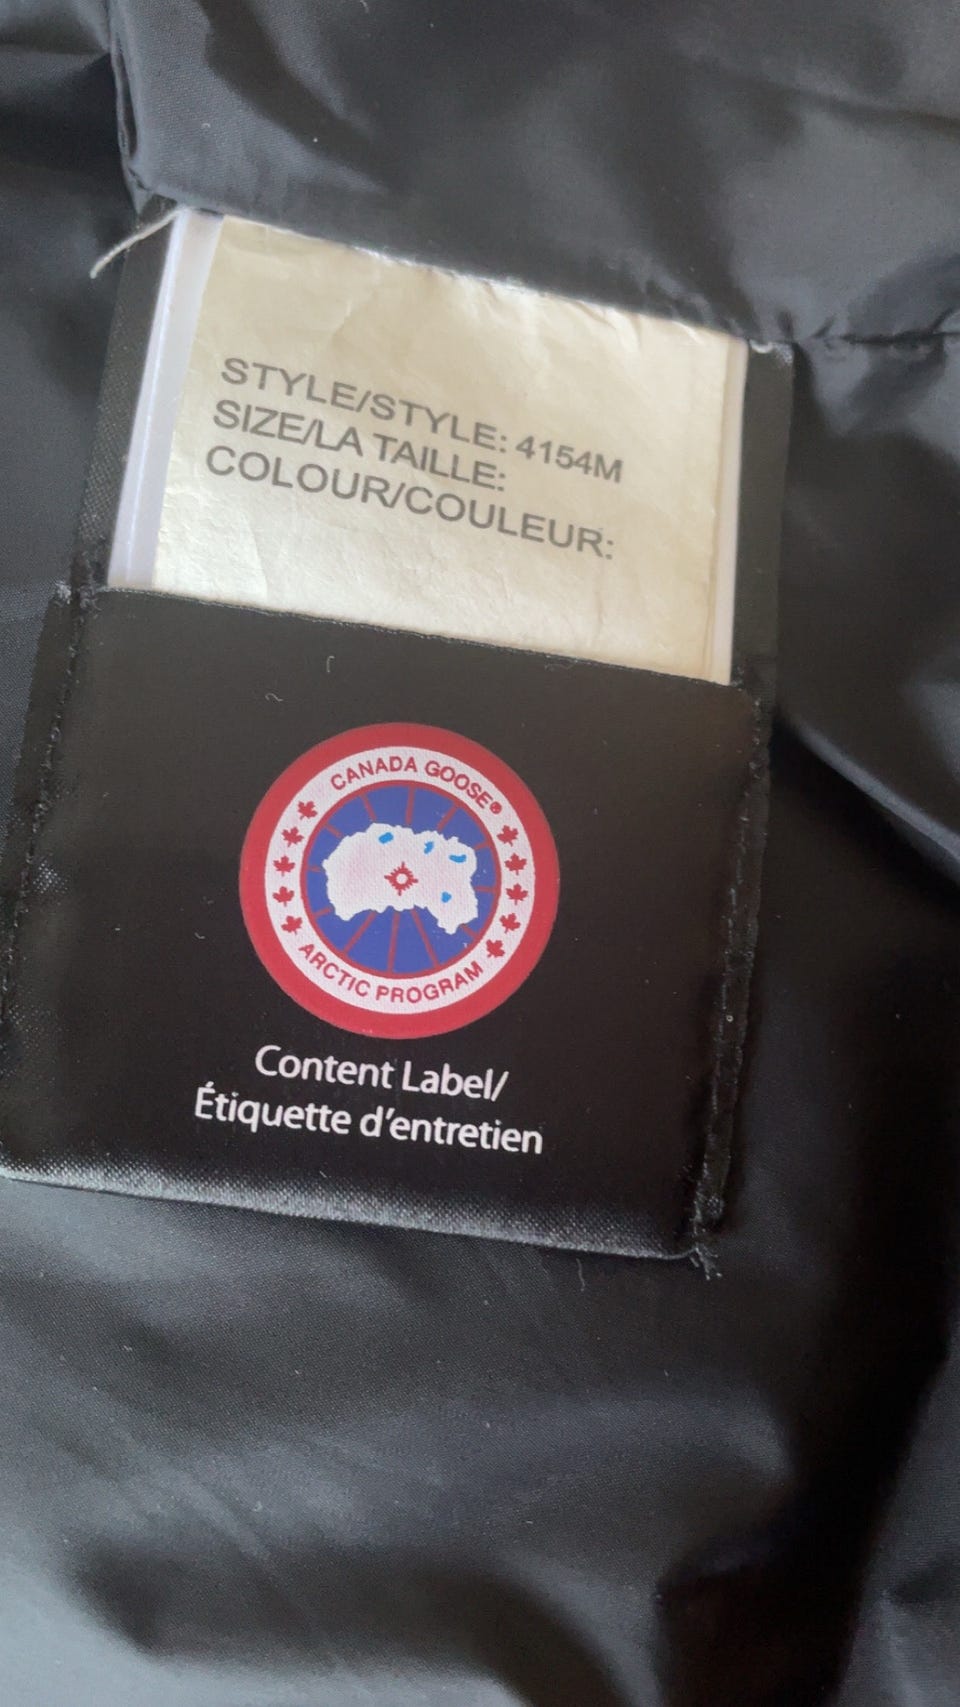 STYLE/STYLE: 4154M
SIZE/LA TAILLE:
COLOUR/COULEUR:
CANADA GOOSE®
ARCTIC PROGRAM
Content Label/
Étiquette d'entretien